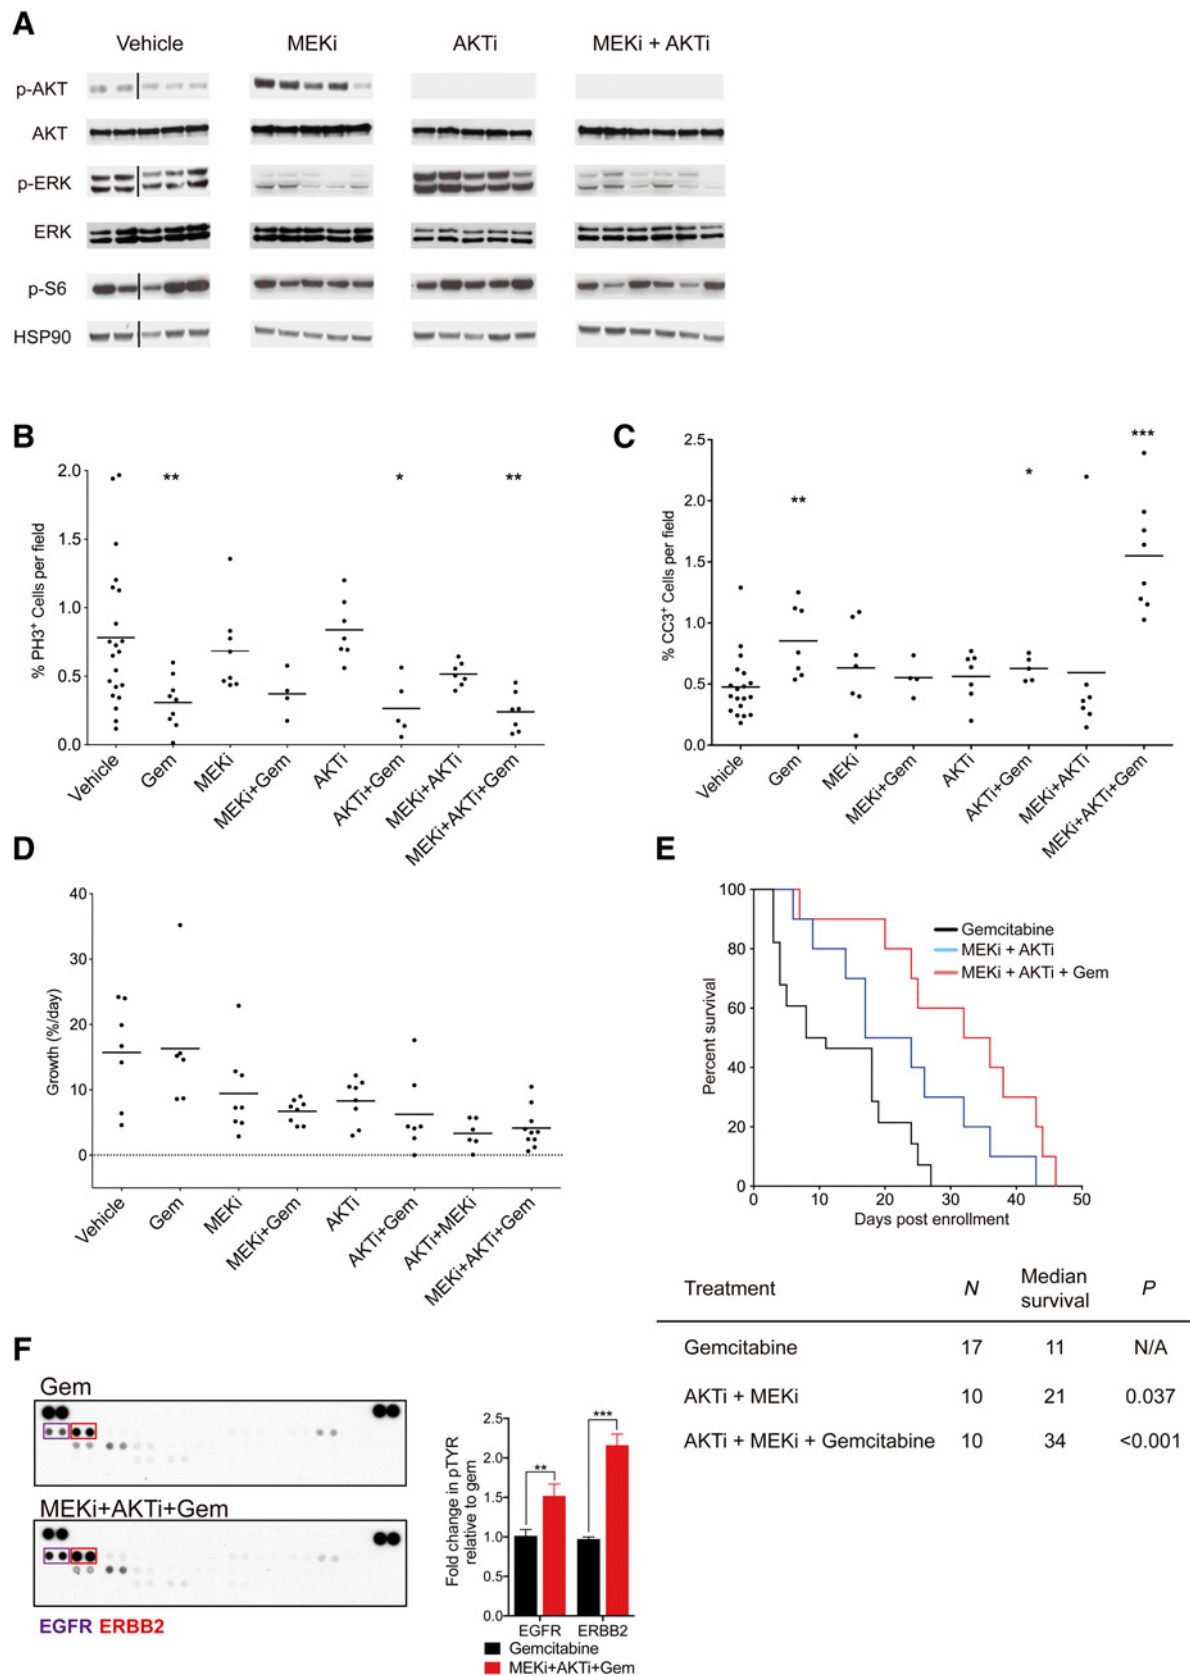 A
Vehicle MEKi AKTi MEKi + AKTi
p-AKT
AKT
p-ERK
ERK
p-S6
HSP90
B
% PH3+ Cells per field
2.0
1.5
1.0
0.5
0.0
** * **
Vehicle Gem MEKi MEKi+Gem AKTi AKTi+Gem MEKi+AKTi MEKi+AKTi+Gem
C
% CC3+ Cells per field
2.5
2.0
1.5
1.0
0.5
0.0
** * ***
Vehicle Gem MEKi MEKi+Gem AKTi AKTi+Gem MEKi+AKTi MEKi+AKTi+Gem
D
Growth (%/day)
40
30
20
10
0
Vehicle Gem MEKi MEKi+Gem AKTi AKTi+Gem AKTi+MEKi MEKi+AKTi+Gem
E
Percent survival
100
80
60
40
20
0
0 10 20 30 40 50
Days post enrollment
Gemcitabine
MEKi + AKTi
MEKi + AKTi + Gem
Treatment N Median survival P
Gemcitabine 17 11 N/A
AKTi + MEKi 10 21 0.037
AKTi + MEKi + Gemcitabine 10 34 <0.001
F
Gem
MEKi+AKTi+Gem
EGFR ERBB2
Fold change in pTYR
relative to gem
2.5
2.0
1.5
1.0
0.5
0.0
** ***
EGFR ERBB2
Gemcitabine
MEKi+AKTi+Gem